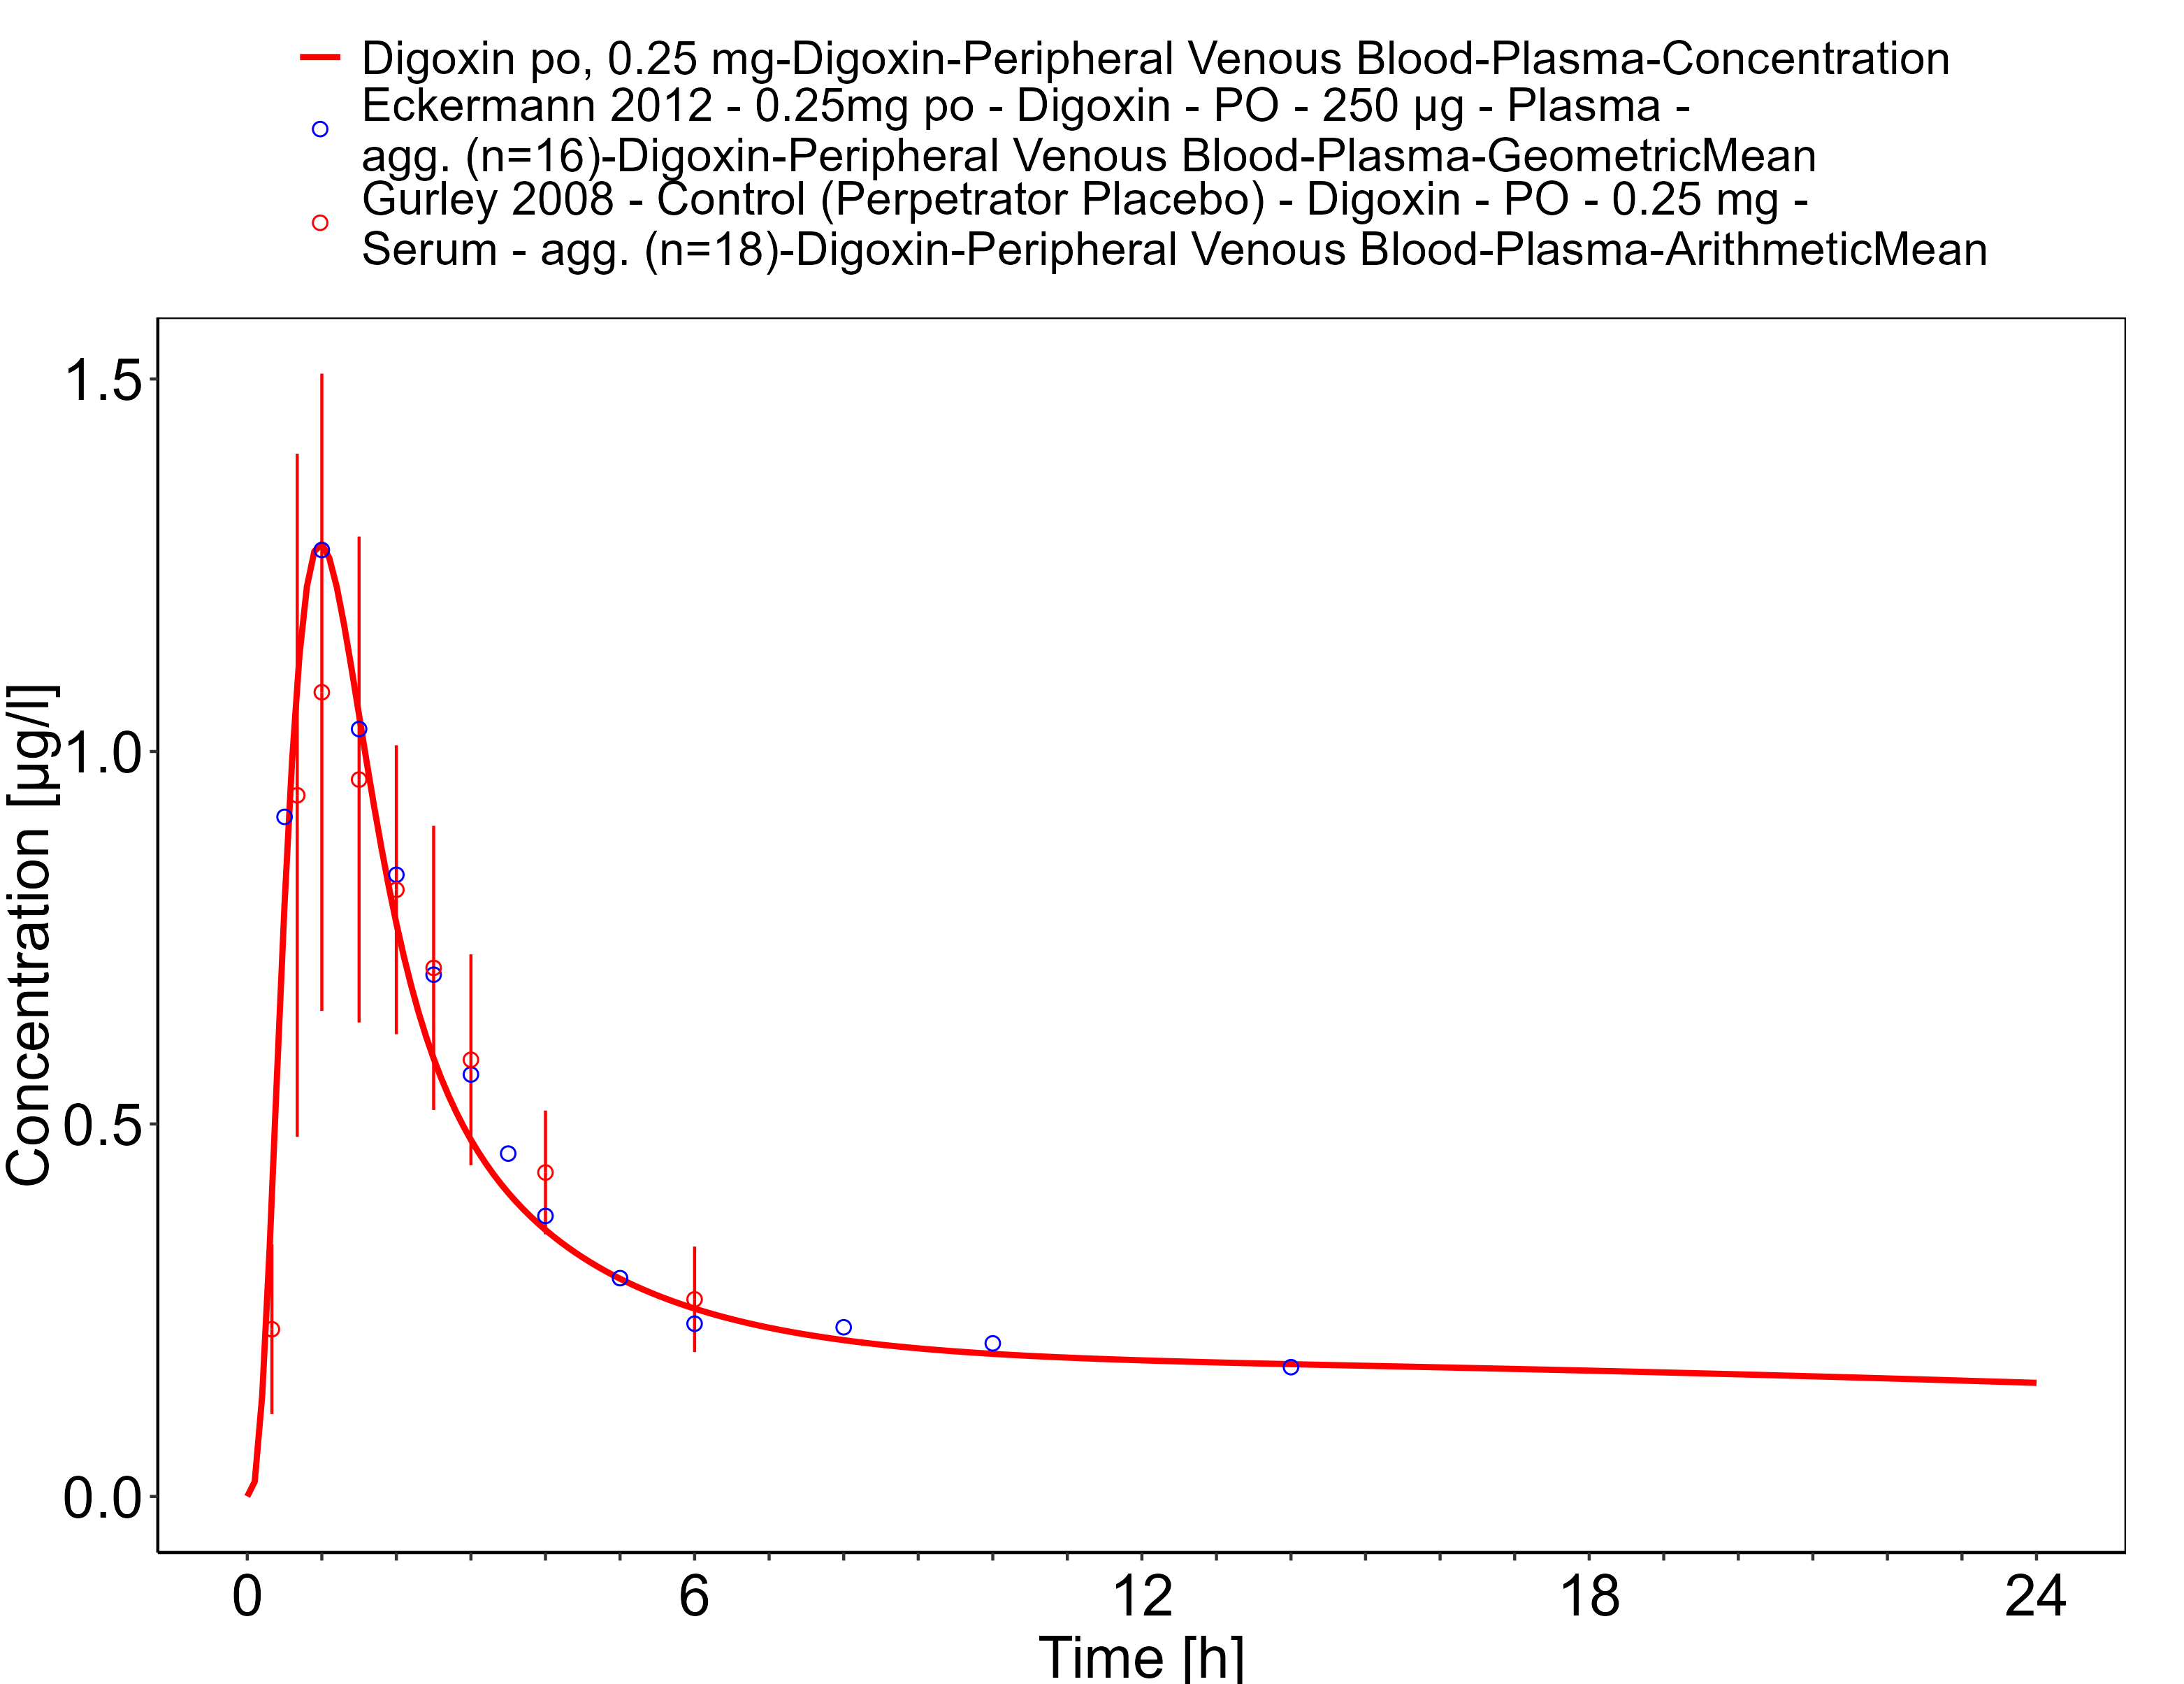 Digoxin po, 0.25 mg-Digoxin-Peripheral Venous Blood-Plasma-Concentration
Eckermann 2012 - 0.25mg po - Digoxin - PO - 250 µg - Plasma -
agg. (n=16)-Digoxin-Peripheral Venous Blood-Plasma-GeometricMean
Gurley 2008 - Control (Perpetrator Placebo) - Digoxin - PO - 0.25 mg -
Serum - agg. (n=18)-Digoxin-Peripheral Venous Blood-Plasma-ArithmeticMean
1.5
1.0
0.5
0.0
Concentration [µg/l]
0 6 12 18 24
Time [h]